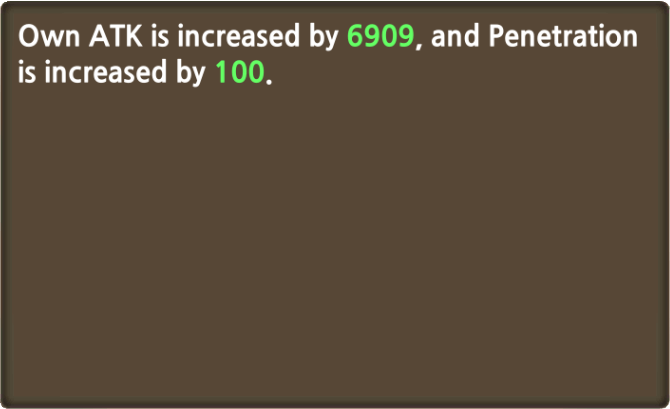 Own ATK is increased by 6909, and Penetration
is increased by 100.